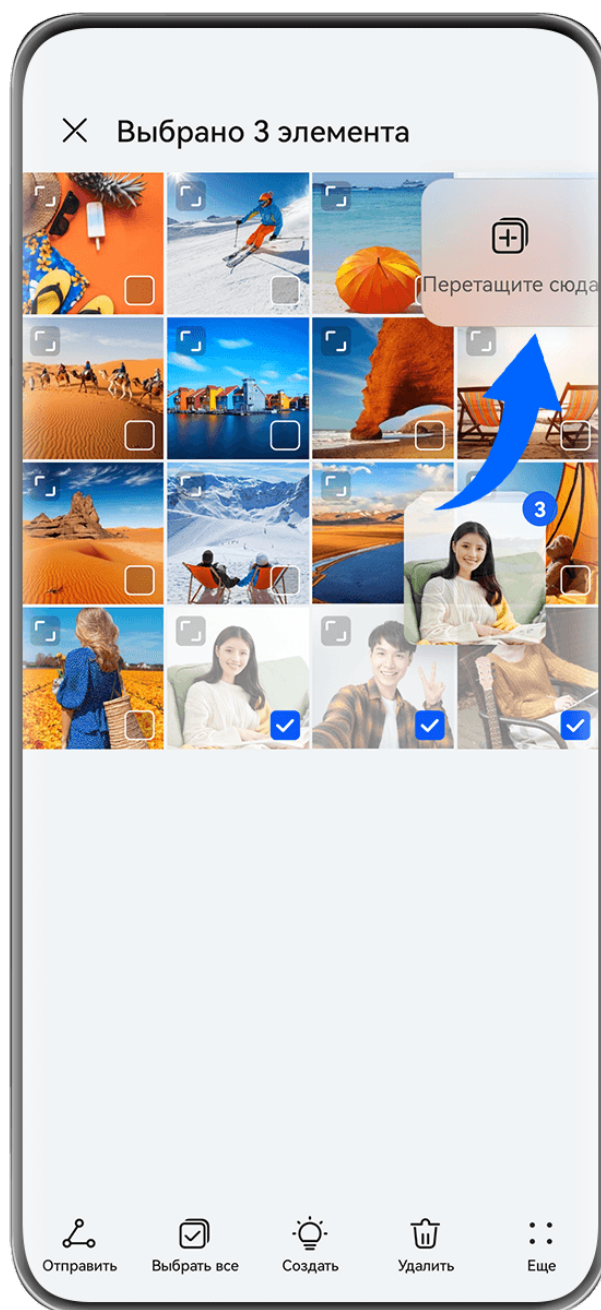 Выбрано 3 элемента
Перетащите сюда
3
Отправить
Выбрать все
Создать
Удалить
Еще